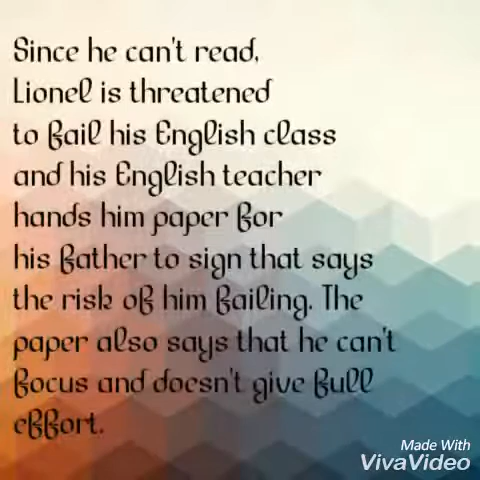 Since he can't read,
Lionel is threatened
to fail his English class
and his English teacher
hands him paper for
his father to sign that says
the risk of him failing. The
paper also says that he can't
focus and doesn't give full
effort.
Made With
VivaVideo